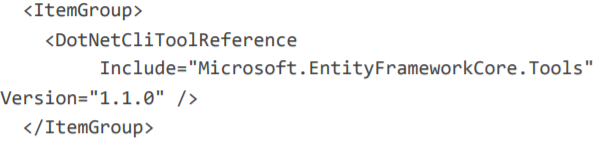 <ItemGroup>
<DotNetCliToolReference
Include="Microsoft.EntityFrameworkCore.Tools"
Version="1.1.0" />
</ItemGroup>